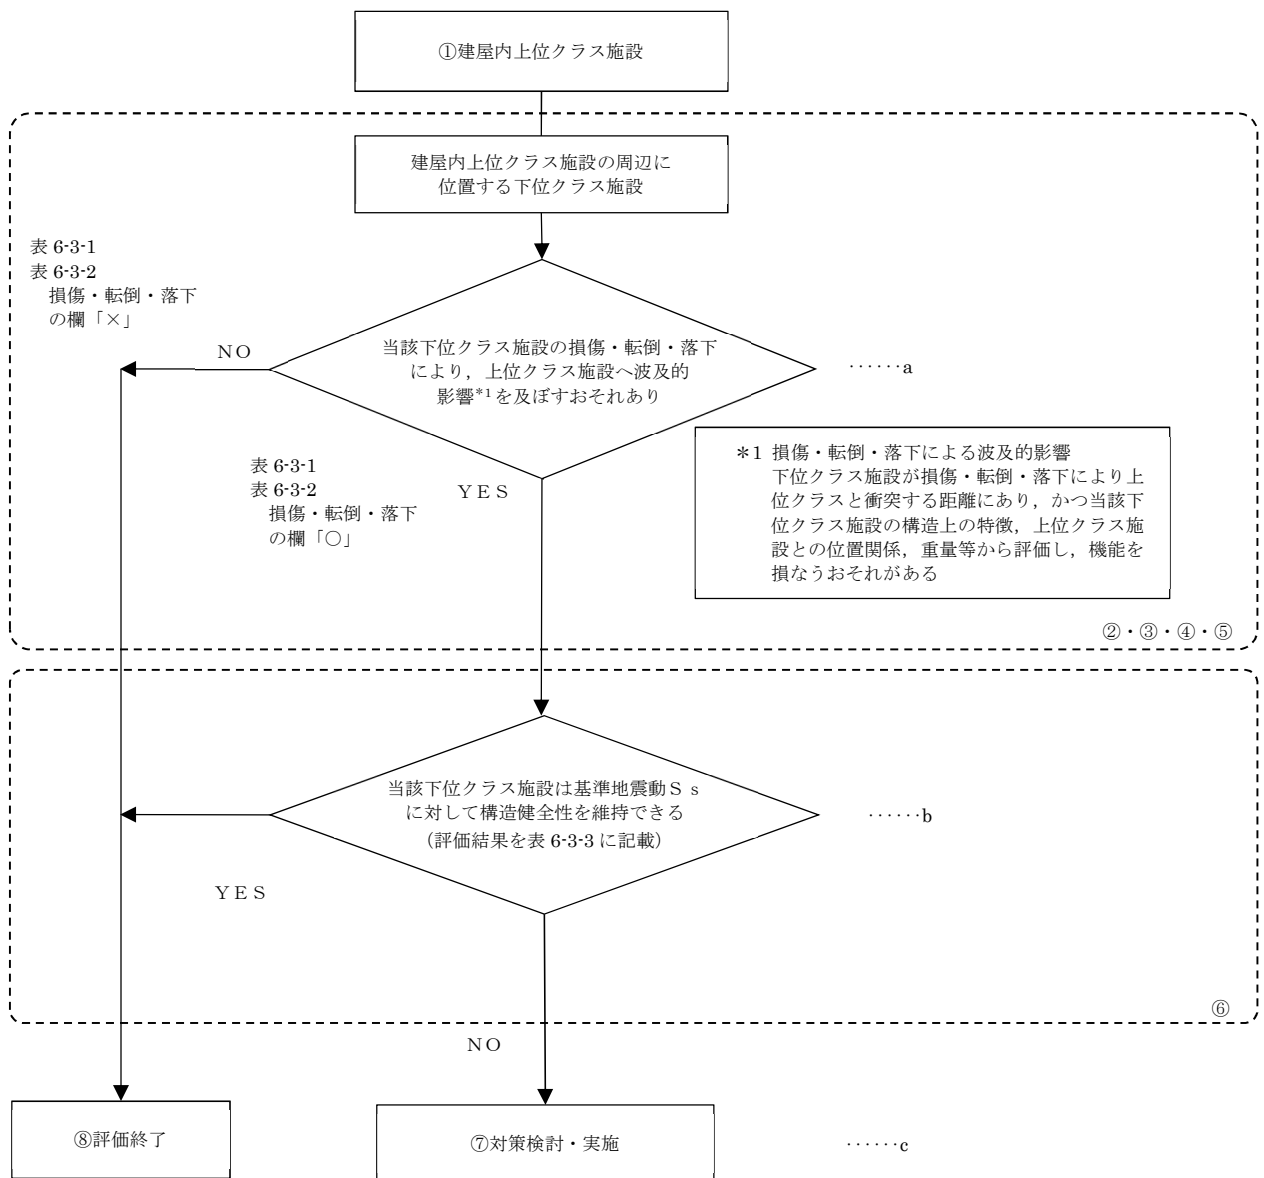 ①建屋内上位クラス施設
建屋内上位クラス施設の周辺に
位置する下位クラス施設
表 6-3-1
表 6-3-2
損傷・転倒・落下
の欄「×」
NO
当該下位クラス施設の損傷・転倒・落下
により，上位クラス施設へ波及的
影響*1を及ぼすおそれあり
······a
表 6-3-1
表 6-3-2
損傷・転倒・落下
の欄「○」
YES
*1 損傷・転倒・落下による波及的影響
下位クラス施設が損傷・転倒・落下により上
位クラスと衝突する距離にあり，かつ当該下
位クラス施設の構造上の特徴，上位クラス施
設との位置関係，重量等から評価し，機能を
損なうおそれがある
②・③・④・⑤
当該下位クラス施設は基準地震動Ｓｓ
に対して構造健全性を維持できる
（評価結果を表 6-3-3 に記載）
······b
YES
⑥
NO
⑧評価終了
⑦対策検討・実施
······c